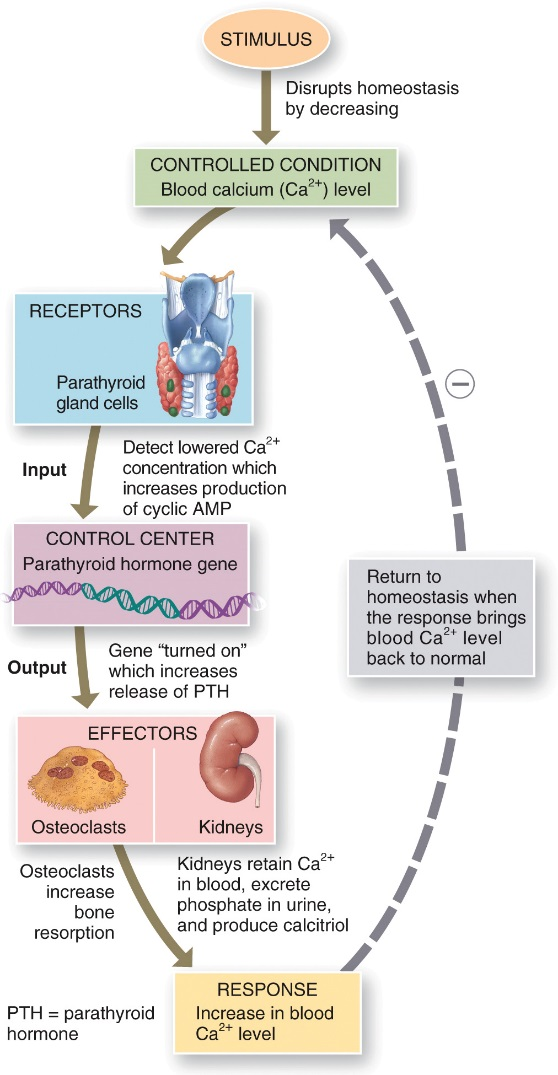 STIMULUS
Disrupts homeostasis
by decreasing
CONTROLLED CONDITION
Blood calcium (Ca²⁺) level
RECEPTORS
Parathyroid
gland cells
Input
Detect lowered Ca²⁺
concentration which
increases production
of cyclic AMP
CONTROL CENTER
Parathyroid hormone gene
Output
Gene “turned on”
which increases
release of PTH
EFFECTORS
Osteoclasts
Kidneys
Osteoclasts
increase
bone
resorption
Kidneys retain Ca²⁺
in blood, excrete
phosphate in urine,
and produce calcitriol
RESPONSE
Increase in blood
Ca²⁺ level
PTH = parathyroid
hormone
−
Return to
homeostasis when
the response brings
blood Ca²⁺ level
back to normal